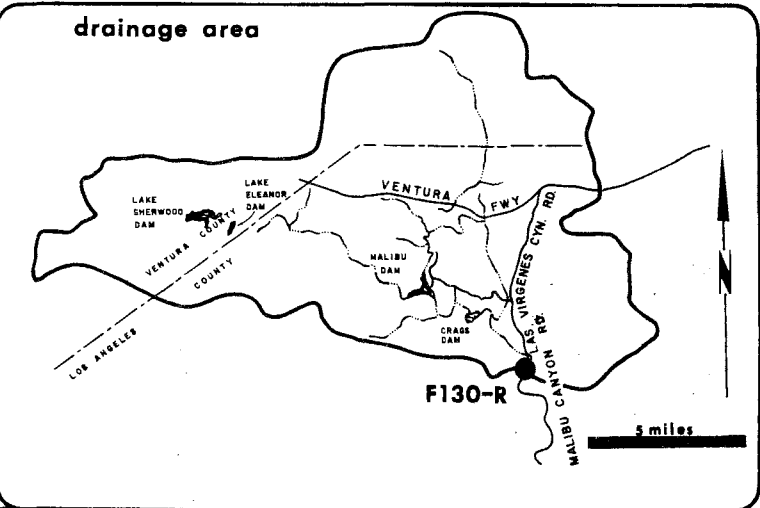 drainage area
LAKE
SHERWOOD
DAM
LAKE
ELEANOR
DAM
VENTURA FWY
VENTURA COUNTY
LOS ANGELES COUNTY
MALIBU
DAM
CRAGS
DAM
LAS VIRGENES CYN. RD.
MALIBU CANYON RD.
F130-R
N
5 miles